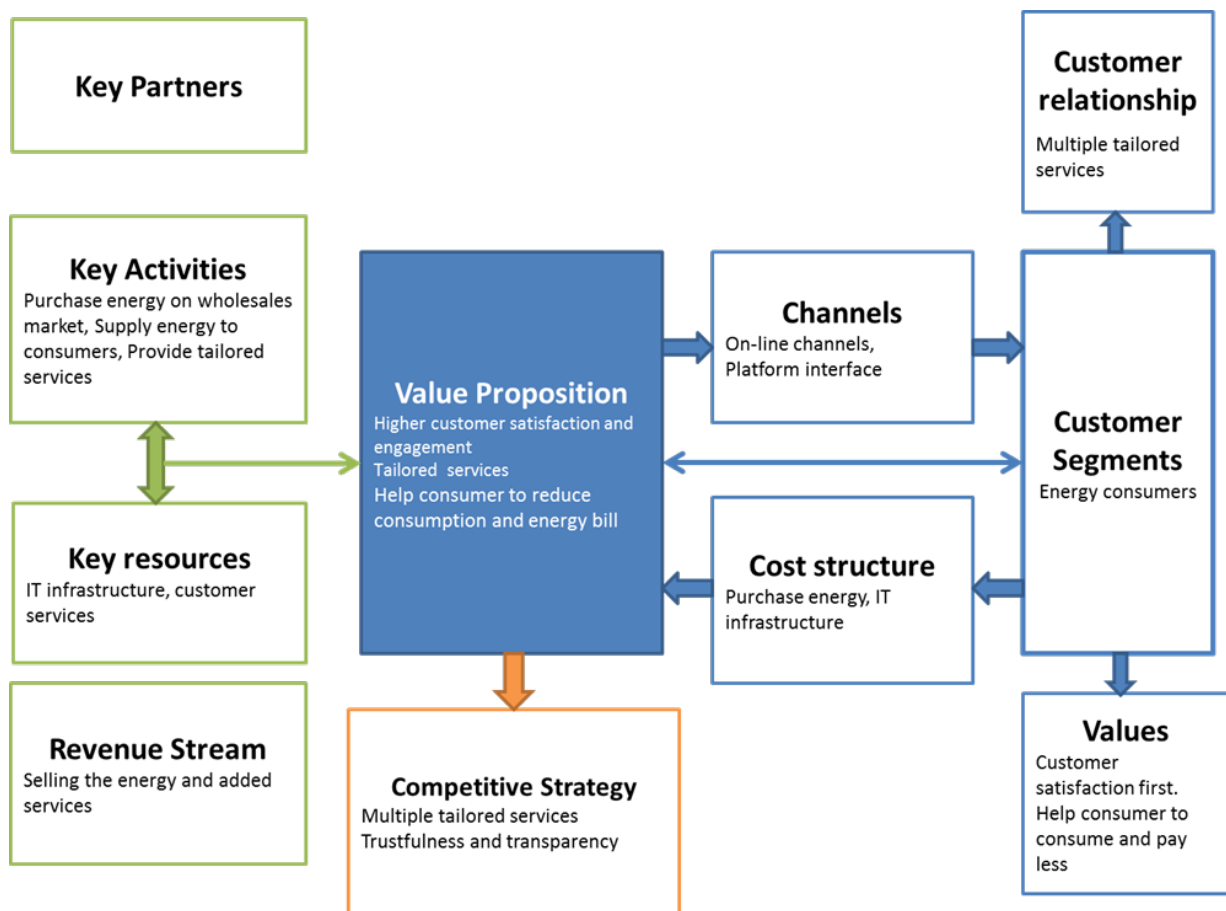 Key Partners
Key Activities
Purchase energy on wholesales
market, Supply energy to
consumers, Provide tailored
services
Key resources
IT infrastructure, customer
services
Revenue Stream
Selling the energy and added
services
Value Proposition
Higher customer satisfaction and
engagement
Tailored services
Help consumer to reduce
consumption and energy bill
Competitive Strategy
Multiple tailored services
Trustfulness and transparency
Channels
On-line channels,
Platform interface
Cost structure
Purchase energy, IT
infrastructure
Customer
relationship
Multiple tailored
services
Customer
Segments
Energy consumers
Values
Customer
satisfaction first.
Help consumer to
consume and pay
less